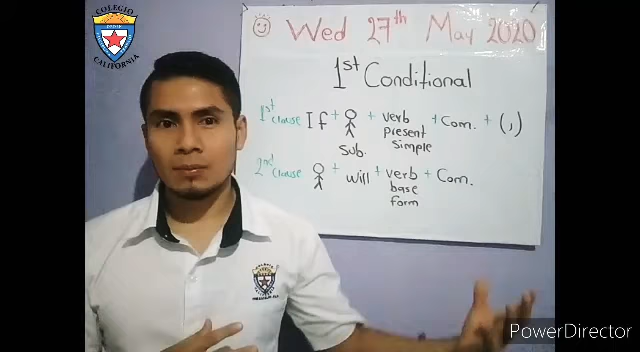 COLEGIO
CALIFORNIA
Wed 27th May 2020
1st Conditional
1st clause If + + verb present simple + Com. + (,)
Sub.
2nd clause + will + verb base form + Com.
COLEGIO
PowerDirector